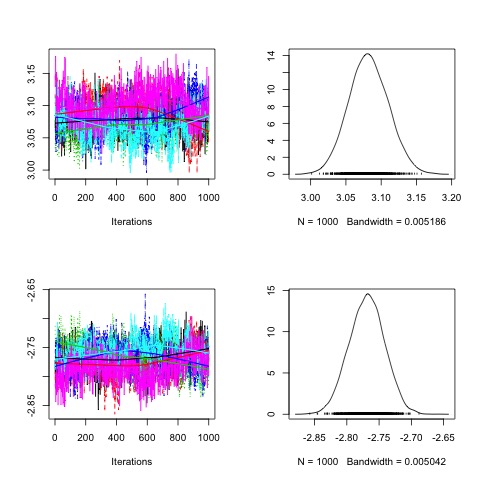 3.00 3.05 3.10 3.15
0 200 400 600 800 1000
Iterations
0 2 4 6 8 10 14
3.00 3.05 3.10 3.15 3.20
N = 1000 Bandwidth = 0.005186
-2.85 -2.75 -2.65
0 200 400 600 800 1000
Iterations
0 5 10 15
-2.85 -2.80 -2.75 -2.70 -2.65
N = 1000 Bandwidth = 0.005042